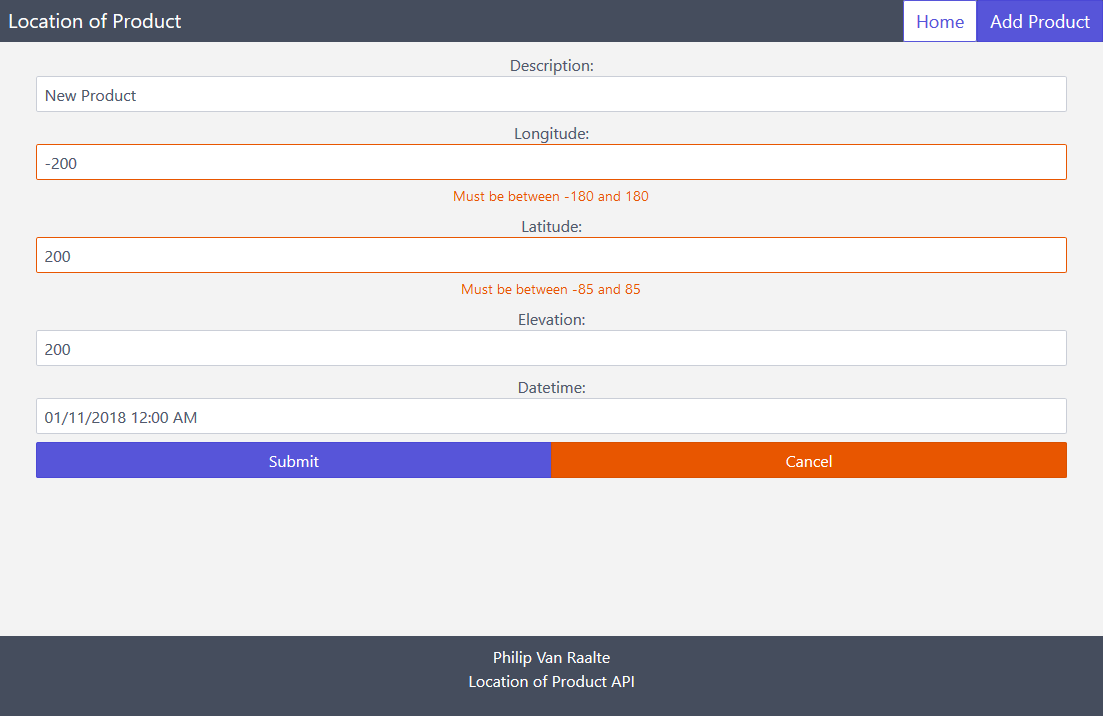 Location of Product
Home
Add Product
Description:
New Product
Longitude:
-200
Must be between -180 and 180
Latitude:
200
Must be between -85 and 85
Elevation:
200
Datetime:
01/11/2018 12:00 AM
Submit
Cancel
Philip Van Raalte
Location of Product API